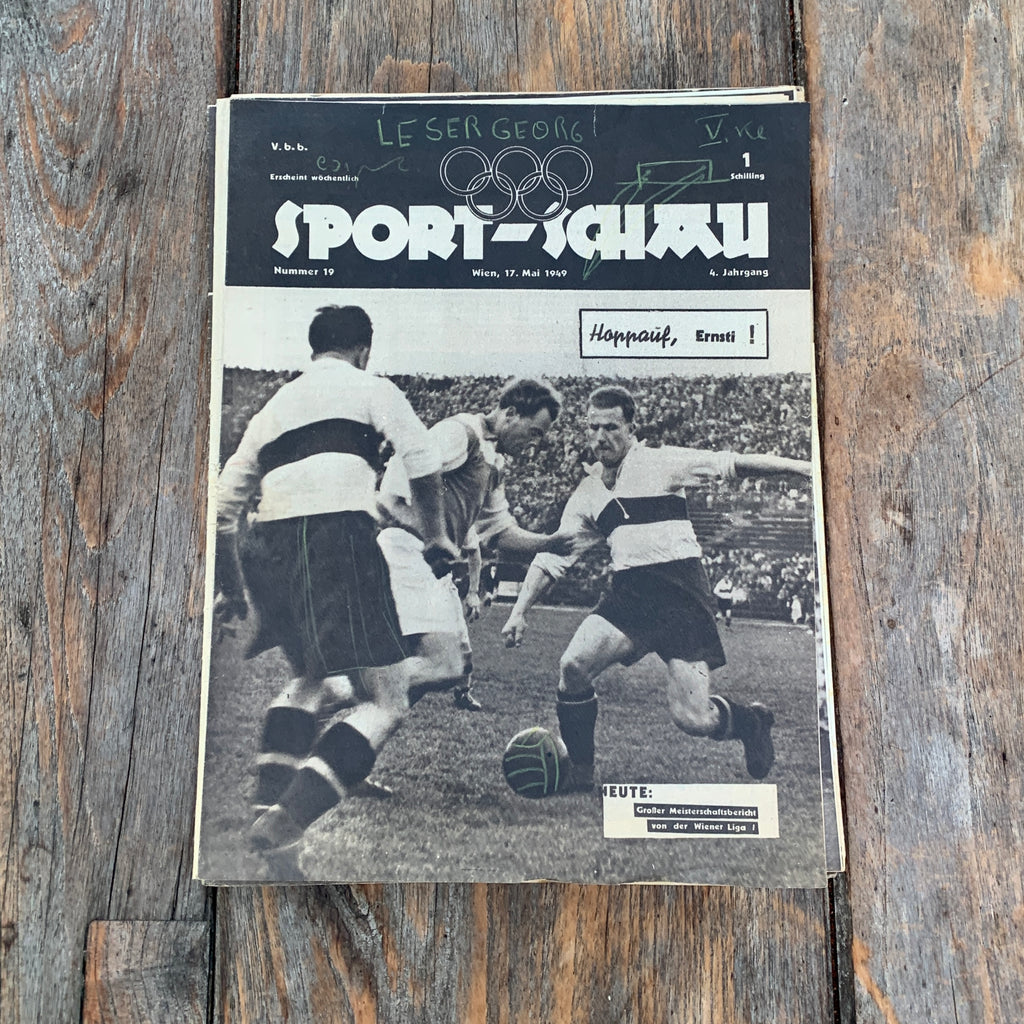 LESER GEORG
V. Ke
V. b. b.
Erscheint wöchentlich
1
Schilling
SPORT-SCHAU
Nummer 19
Wien, 17. Mai 1949
4. Jahrgang
Hoppauf, Ernsti !
HEUTE:
Großer Meisterschaftsbericht
von der Wiener Liga !